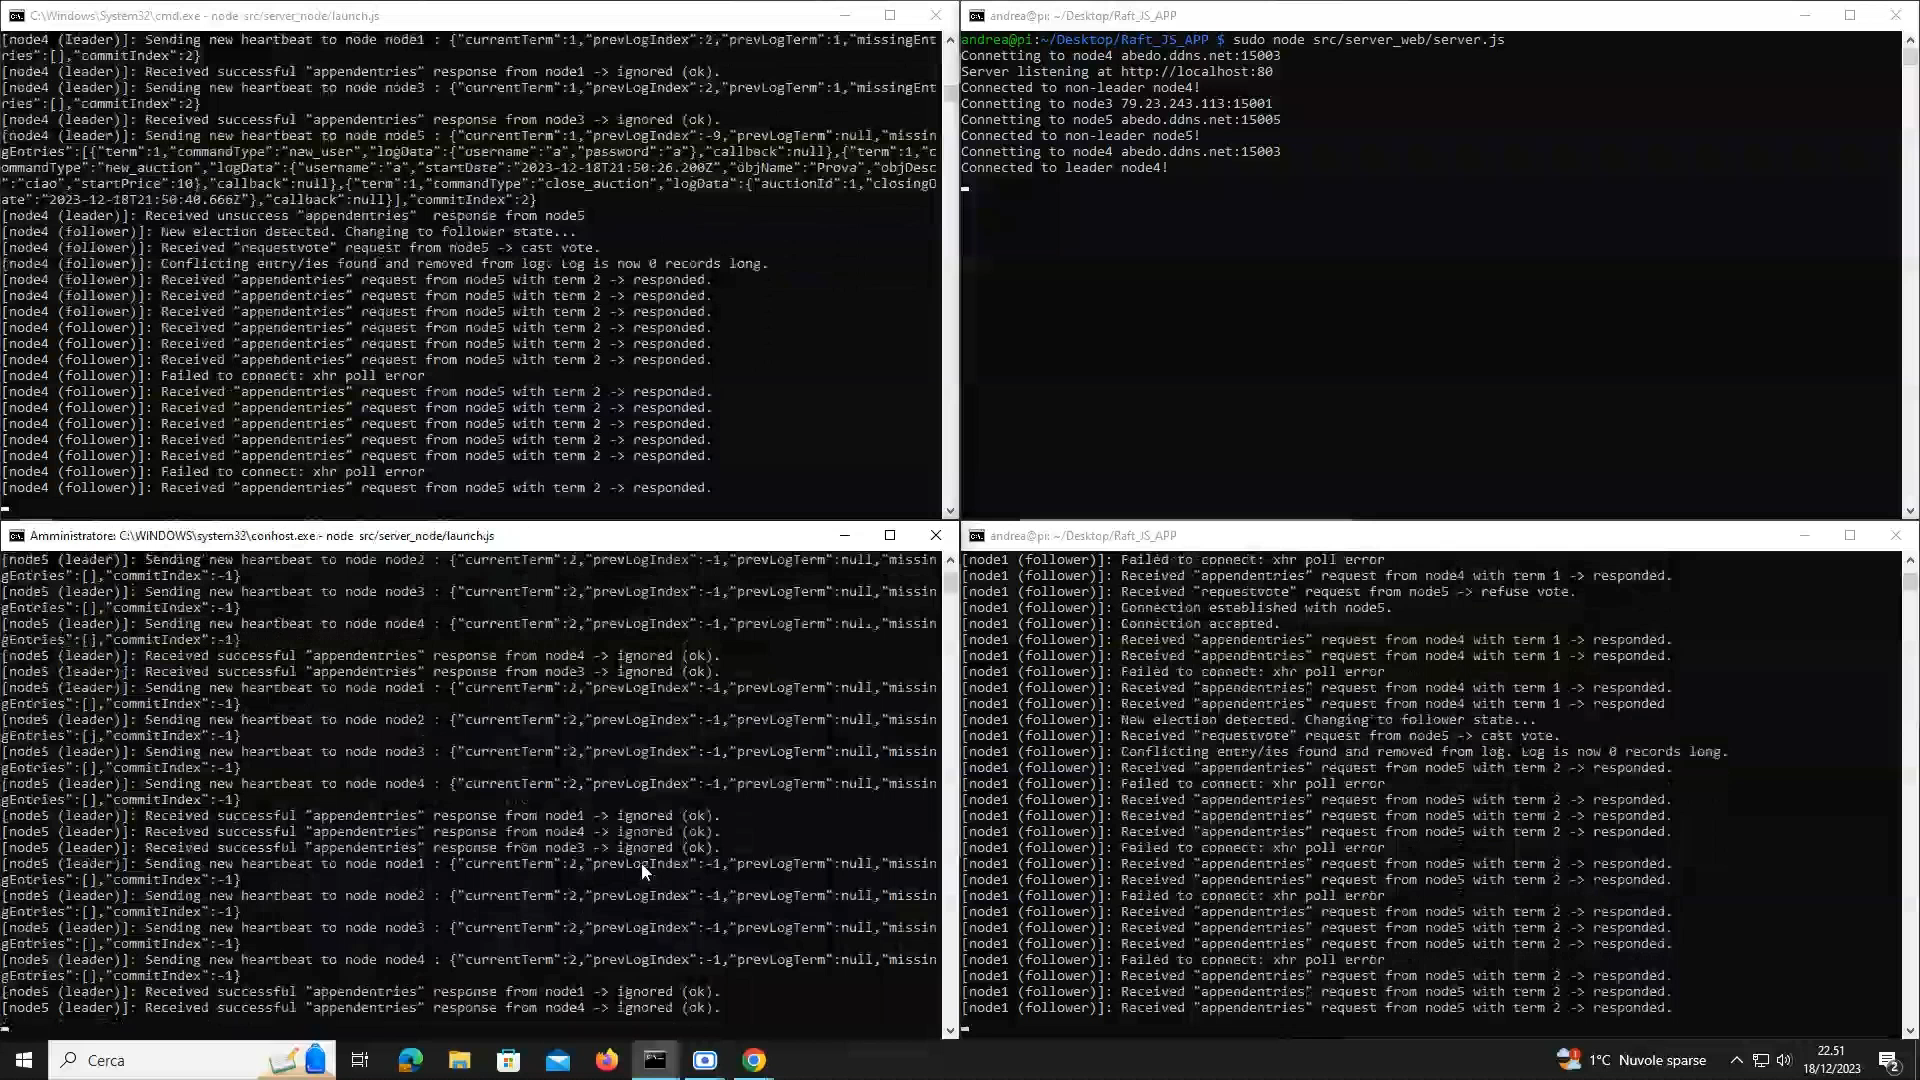 C:\Windows\System32\cmd.exe - node  src/server_node/launch.js
[node4 (leader)]: Sending new heartbeat to node node1 : {"currentTerm":1,"prevLogIndex":2,"prevLogTerm":1,"missingEnt
ries":[],"commitIndex":2}
[node4 (leader)]: Received successful "appendentries" response from node1 -> ignored (ok).
[node4 (leader)]: Sending new heartbeat to node node3 : {"currentTerm":1,"prevLogIndex":2,"prevLogTerm":1,"missingEnt
ries":[],"commitIndex":2}
[node4 (leader)]: Received successful "appendentries" response from node3 -> ignored (ok).
[node4 (leader)]: Sending new heartbeat to node node5 : {"currentTerm":1,"prevLogIndex":-9,"prevLogTerm":null,"missin
gEntries":[{"term":1,"commandType":"new_user","logData":{"username":"a","password":"a"},"callback":null},{"term":1,"c
ommandType":"new_auction","logData":{"username":"a","startDate":"2023-12-18T21:50:26.200Z","objName":"Prova","objDesc
":"ciao","startPrice":10},"callback":null},{"term":1,"commandType":"close_auction","logData":{"auctionId":1,"closingD
ate":"2023-12-18T21:50:40.666Z"},"callback":null}],"commitIndex":2}
[node4 (leader)]: Received unsuccess "appendentries"  response from node5
[node4 (follower)]: New election detected. Changing to follower state...
[node4 (follower)]: Received "requestvote" request from node5 -> cast vote.
[node4 (follower)]: Conflicting entry/ies found and removed from log. Log is now 0 records long.
[node4 (follower)]: Received "appendentries" request from node5 with term 2 -> responded.
[node4 (follower)]: Received "appendentries" request from node5 with term 2 -> responded.
[node4 (follower)]: Received "appendentries" request from node5 with term 2 -> responded.
[node4 (follower)]: Received "appendentries" request from node5 with term 2 -> responded.
[node4 (follower)]: Received "appendentries" request from node5 with term 2 -> responded.
[node4 (follower)]: Received "appendentries" request from node5 with term 2 -> responded.
[node4 (follower)]: Failed to connect: xhr poll error
[node4 (follower)]: Received "appendentries" request from node5 with term 2 -> responded.
[node4 (follower)]: Received "appendentries" request from node5 with term 2 -> responded.
[node4 (follower)]: Received "appendentries" request from node5 with term 2 -> responded.
[node4 (follower)]: Received "appendentries" request from node5 with term 2 -> responded.
[node4 (follower)]: Received "appendentries" request from node5 with term 2 -> responded.
[node4 (follower)]: Failed to connect: xhr poll error
[node4 (follower)]: Received "appendentries" request from node5 with term 2 -> responded.
andrea@pi: ~/Desktop/Raft_JS_APP
andrea@pi:~/Desktop/Raft_JS_APP $ sudo node src/server_web/server.js
Connetting to node4 abedo.ddns.net:15003
Server listening at http://localhost:80
Connected to non-leader node4!
Connetting to node3 79.23.243.113:15001
Connetting to node5 abedo.ddns.net:15005
Connected to non-leader node5!
Connetting to node4 abedo.ddns.net:15003
Connected to leader node4!
Amministratore: C:\WINDOWS\system32\conhost.exe - node  src/server_node/launch.js
[node5 (leader)]: Sending new heartbeat to node node2 : {"currentTerm":2,"prevLogIndex":-1,"prevLogTerm":null,"missin
gEntries":[],"commitIndex":-1}
[node5 (leader)]: Sending new heartbeat to node node3 : {"currentTerm":2,"prevLogIndex":-1,"prevLogTerm":null,"missin
gEntries":[],"commitIndex":-1}
[node5 (leader)]: Sending new heartbeat to node node4 : {"currentTerm":2,"prevLogIndex":-1,"prevLogTerm":null,"missin
gEntries":[],"commitIndex":-1}
[node5 (leader)]: Received successful "appendentries" response from node4 -> ignored (ok).
[node5 (leader)]: Received successful "appendentries" response from node3 -> ignored (ok).
[node5 (leader)]: Sending new heartbeat to node node1 : {"currentTerm":2,"prevLogIndex":-1,"prevLogTerm":null,"missin
gEntries":[],"commitIndex":-1}
[node5 (leader)]: Sending new heartbeat to node node2 : {"currentTerm":2,"prevLogIndex":-1,"prevLogTerm":null,"missin
gEntries":[],"commitIndex":-1}
[node5 (leader)]: Sending new heartbeat to node node3 : {"currentTerm":2,"prevLogIndex":-1,"prevLogTerm":null,"missin
gEntries":[],"commitIndex":-1}
[node5 (leader)]: Sending new heartbeat to node node4 : {"currentTerm":2,"prevLogIndex":-1,"prevLogTerm":null,"missin
gEntries":[],"commitIndex":-1}
[node5 (leader)]: Received successful "appendentries" response from node1 -> ignored (ok).
[node5 (leader)]: Received successful "appendentries" response from node4 -> ignored (ok).
[node5 (leader)]: Received successful "appendentries" response from node3 -> ignored (ok).
[node5 (leader)]: Sending new heartbeat to node node1 : {"currentTerm":2,"prevLogIndex":-1,"prevLogTerm":null,"missin
gEntries":[],"commitIndex":-1}
[node5 (leader)]: Sending new heartbeat to node node2 : {"currentTerm":2,"prevLogIndex":-1,"prevLogTerm":null,"missin
gEntries":[],"commitIndex":-1}
[node5 (leader)]: Sending new heartbeat to node node3 : {"currentTerm":2,"prevLogIndex":-1,"prevLogTerm":null,"missin
gEntries":[],"commitIndex":-1}
[node5 (leader)]: Sending new heartbeat to node node4 : {"currentTerm":2,"prevLogIndex":-1,"prevLogTerm":null,"missin
gEntries":[],"commitIndex":-1}
[node5 (leader)]: Received successful "appendentries" response from node1 -> ignored (ok).
[node5 (leader)]: Received successful "appendentries" response from node4 -> ignored (ok).
andrea@pi: ~/Desktop/Raft_JS_APP
[node1 (follower)]: Failed to connect: xhr poll error
[node1 (follower)]: Received "appendentries" request from node4 with term 1 -> responded.
[node1 (follower)]: Received "requestvote" request from node5 -> refuse vote.
[node1 (follower)]: Connection established with node5.
[node1 (follower)]: Connection accepted.
[node1 (follower)]: Received "appendentries" request from node4 with term 1 -> responded.
[node1 (follower)]: Received "appendentries" request from node4 with term 1 -> responded.
[node1 (follower)]: Failed to connect: xhr poll error
[node1 (follower)]: Received "appendentries" request from node4 with term 1 -> responded.
[node1 (follower)]: Received "appendentries" request from node4 with term 1 -> responded
[node1 (follower)]: New election detected. Changing to follower state...
[node1 (follower)]: Received "requestvote" request from node5 -> cast vote.
[node1 (follower)]: Conflicting entry/ies found and removed from log. Log is now 0 records long.
[node1 (follower)]: Received "appendentries" request from node5 with term 2 -> responded.
[node1 (follower)]: Failed to connect: xhr poll error
[node1 (follower)]: Received "appendentries" request from node5 with term 2 -> responded.
[node1 (follower)]: Received "appendentries" request from node5 with term 2 -> responded.
[node1 (follower)]: Received "appendentries" request from node5 with term 2 -> responded.
[node1 (follower)]: Failed to connect: xhr poll error
[node1 (follower)]: Received "appendentries" request from node5 with term 2 -> responded.
[node1 (follower)]: Received "appendentries" request from node5 with term 2 -> responded.
[node1 (follower)]: Failed to connect: xhr poll error
[node1 (follower)]: Received "appendentries" request from node5 with term 2 -> responded.
[node1 (follower)]: Received "appendentries" request from node5 with term 2 -> responded.
[node1 (follower)]: Received "appendentries" request from node5 with term 2 -> responded.
[node1 (follower)]: Failed to connect: xhr poll error
[node1 (follower)]: Received "appendentries" request from node5 with term 2 -> responded.
[node1 (follower)]: Received "appendentries" request from node5 with term 2 -> responded.
[node1 (follower)]: Received "appendentries" request from node5 with term 2 -> responded.
Cerca
1°C Nuvole sparse
22.51
18/12/2023
2